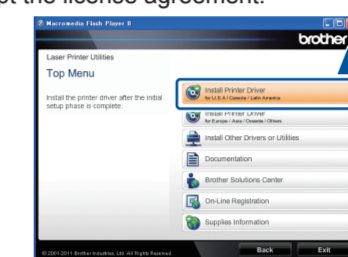 pt the license agreement.
Macromedia Flash Player 8
brother
Laser Printer Utilities
Top Menu
Install the printer driver after the initial
setup phase is complete.
Install Printer Driver
for U.S.A / Canada / Latin America
Install Printer Driver
for Europe / Asia / Oceania / Others
Install Other Drivers or Utilities
Documentation
Brother Solutions Center
On-Line Registration
Supplies Information
© 2001-2011 Brother Industries, Ltd. All Rights Reserved.
Back
Exit